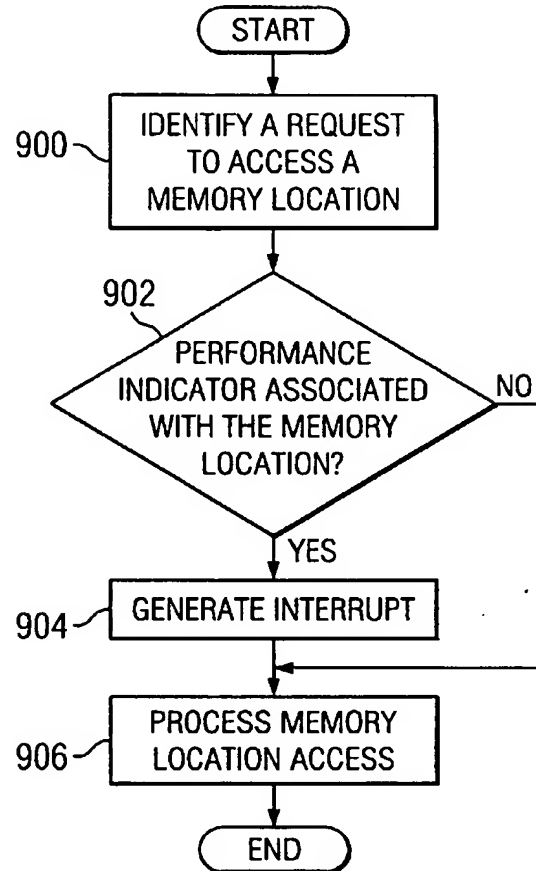 START
900
IDENTIFY A REQUEST
TO ACCESS A
MEMORY LOCATION
902
PERFORMANCE
INDICATOR ASSOCIATED
WITH THE MEMORY
LOCATION?
NO
YES
904
GENERATE INTERRUPT
906
PROCESS MEMORY
LOCATION ACCESS
END